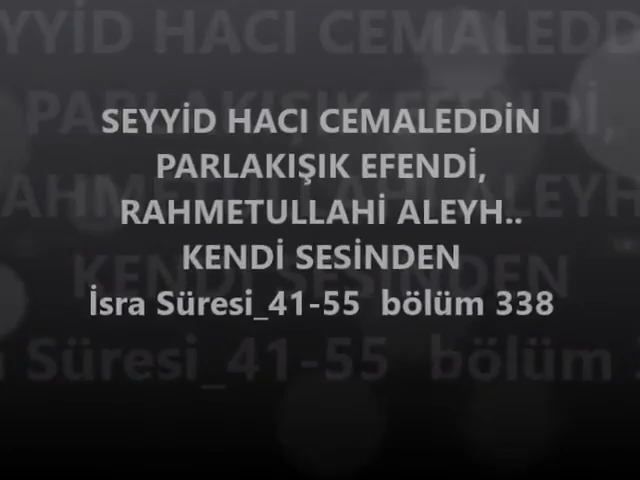 SEYYİD HACI CEMALEDDİN
PARLAKIŞIK EFENDİ,
RAHMETULLAHİ ALEYH..
KENDİ SESİNDEN
İsra Süresi_41-55 bölüm 338